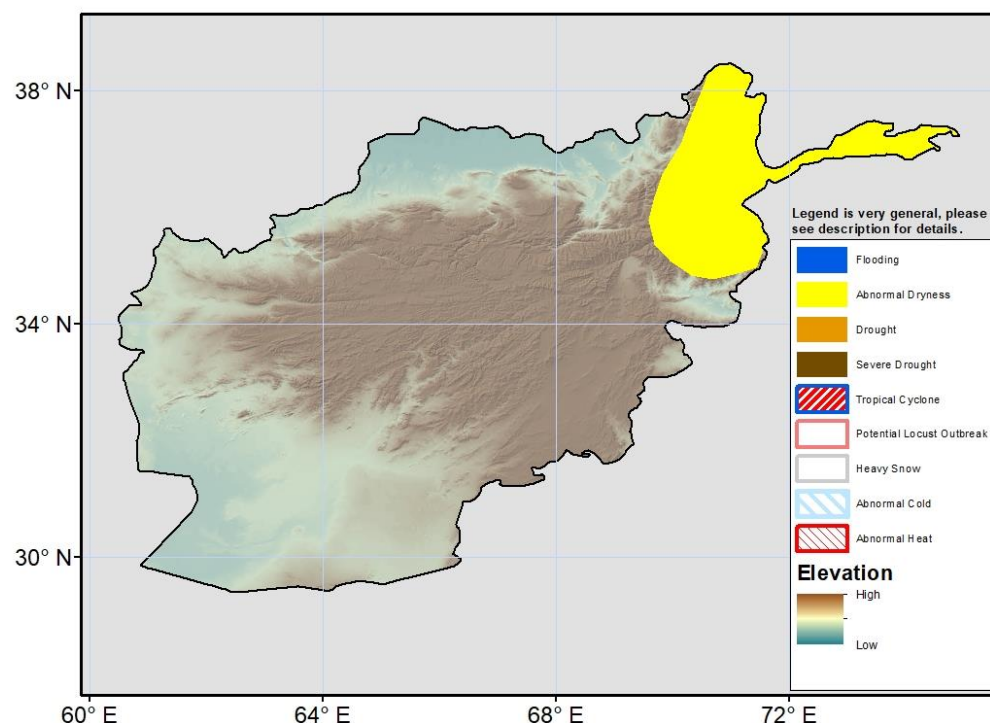 38° N
34° N
30° N
60° E
64° E
68° E
72° E
Legend is very general, please
see description for details.
Flooding
Abnormal Dryness
Drought
Severe Drought
Tropical Cyclone
Potential Locust Outbreak
Heavy Snow
Abnormal Cold
Abnormal Heat
Elevation
High
Low